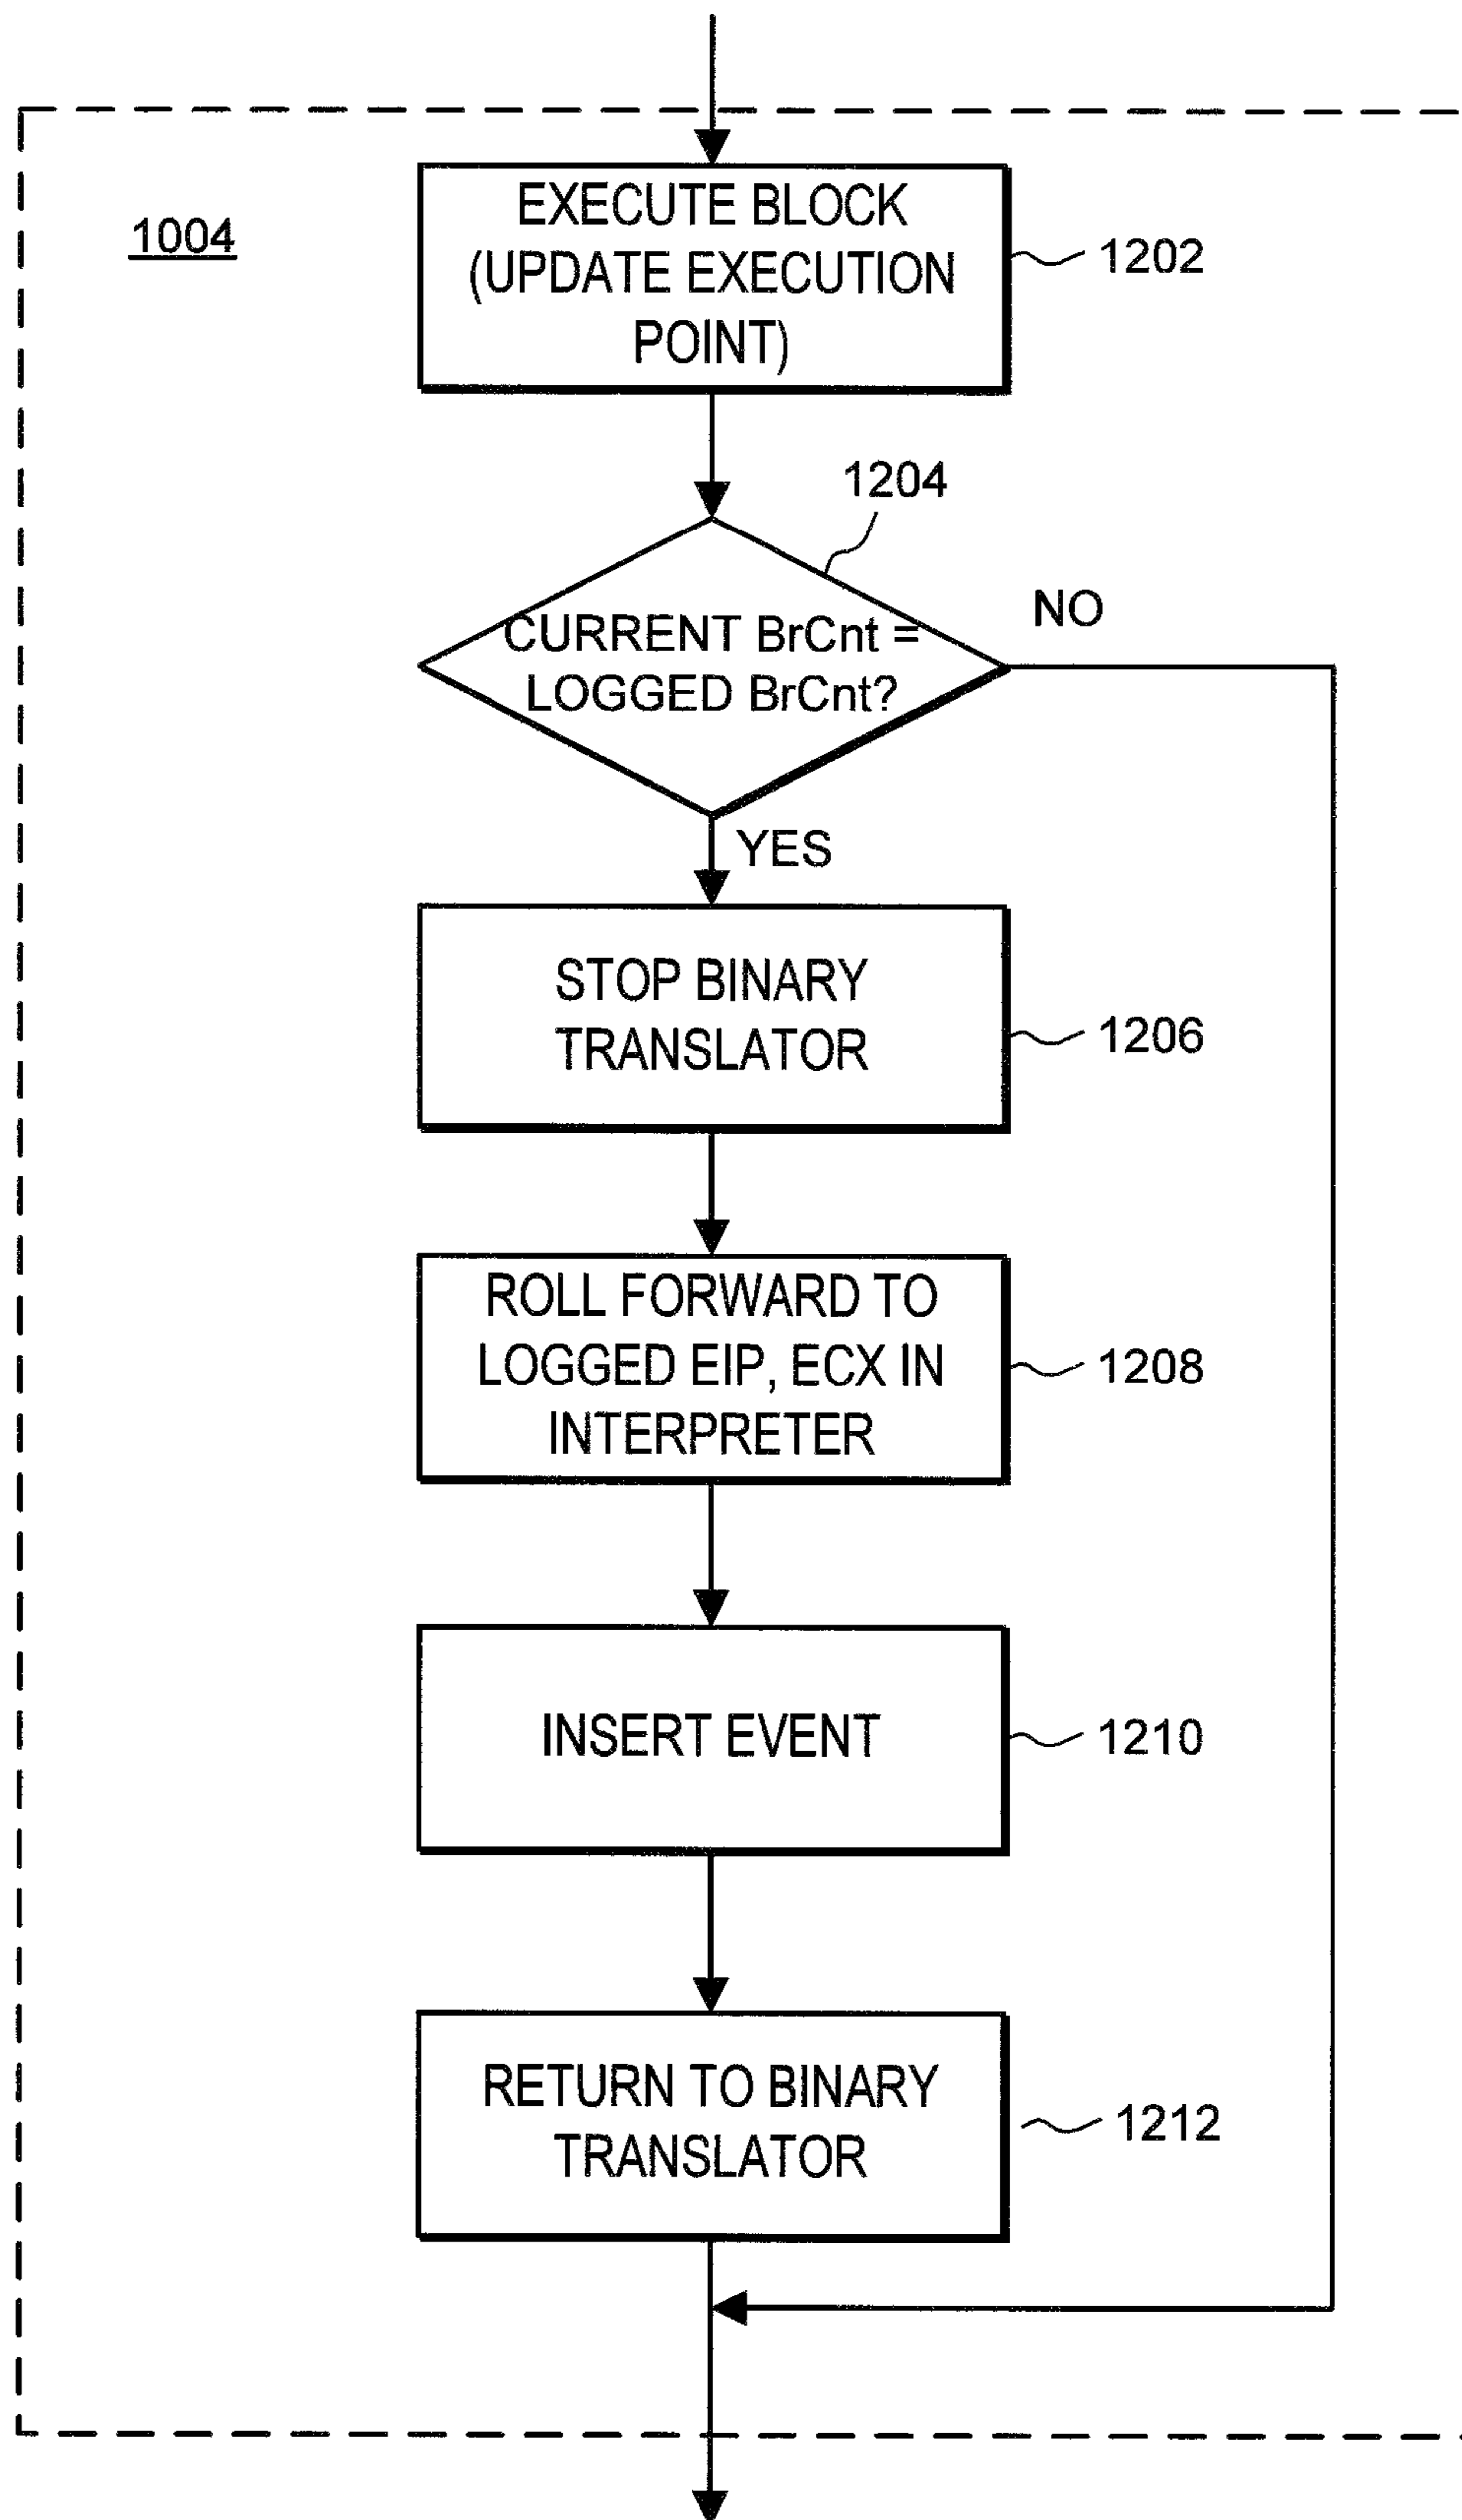 1004
EXECUTE BLOCK
(UPDATE EXECUTION
POINT)
1202
1204
CURRENT BrCnt =
LOGGED BrCnt?
NO
YES
STOP BINARY
TRANSLATOR
1206
ROLL FORWARD TO
LOGGED EIP, ECX IN
INTERPRETER
1208
INSERT EVENT
1210
RETURN TO BINARY
TRANSLATOR
1212